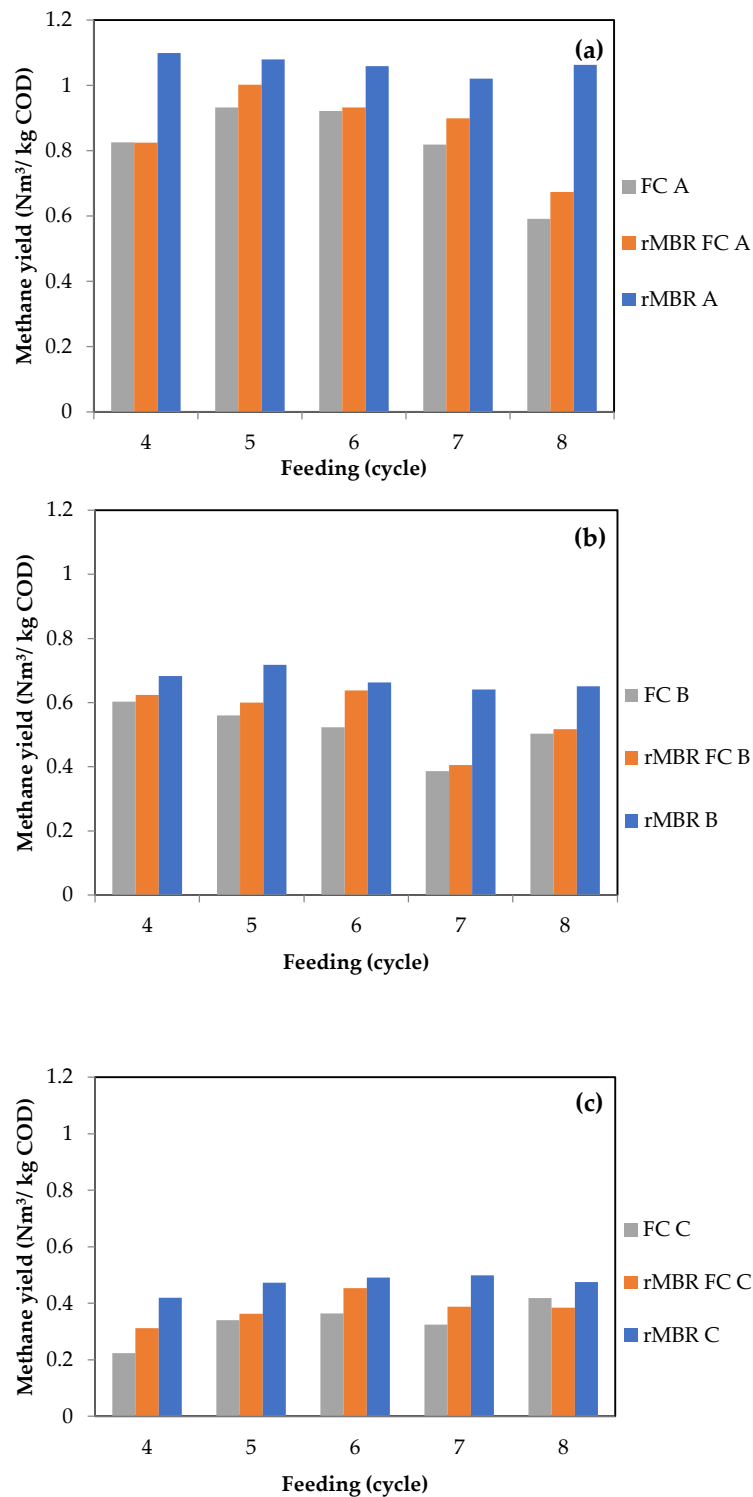 1.2
1
0.8
0.6
0.4
0.2
0
Methane yield (Nm³/ kg COD)
(a)
4 5 6 7 8
Feeding (cycle)
FC A
rMBR FC A
rMBR A
1.2
1
0.8
0.6
0.4
0.2
0
Methane yield (Nm³/ kg COD)
(b)
4 5 6 7 8
Feeding (cycle)
FC B
rMBR FC B
rMBR B
1.2
1
0.8
0.6
0.4
0.2
0
Methane yield (Nm³/ kg COD)
(c)
4 5 6 7 8
Feeding (cycle)
FC C
rMBR FC C
rMBR C